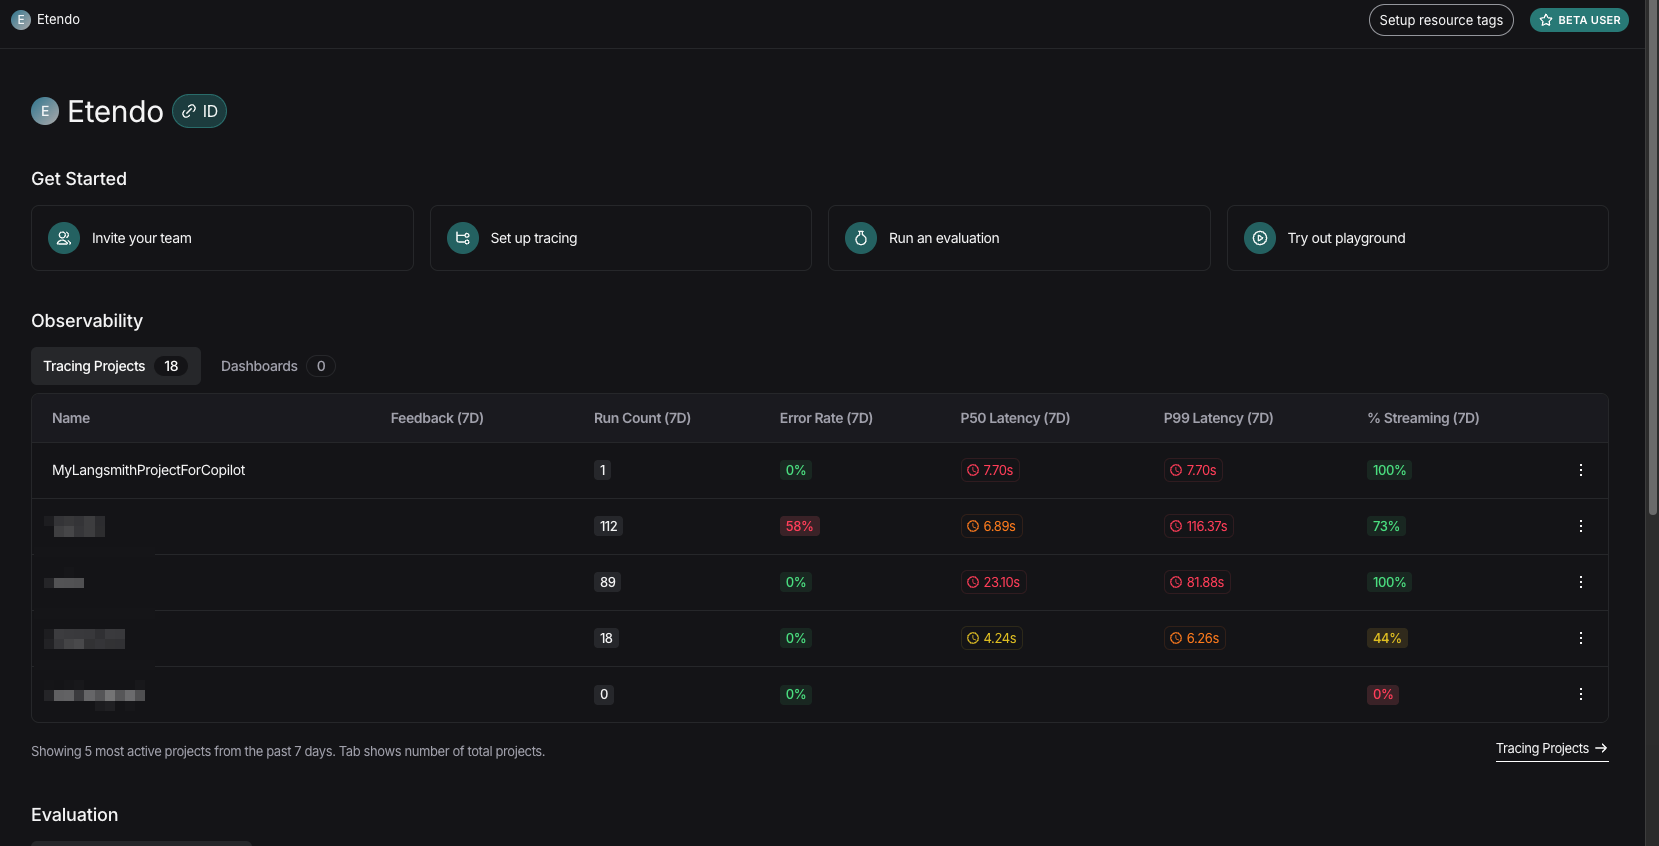 E Etendo Setup resource tags BETA USER
E Etendo ID
Get Started
Invite your team Set up tracing Run an evaluation Try out playground
Observability
Tracing Projects 18 Dashboards 0
Name Feedback (7D) Run Count (7D) Error Rate (7D) P50 Latency (7D) P99 Latency (7D) % Streaming (7D)
MyLangsmithProjectForCopilot 1 0% 7.70s 7.70s 100%
112 58% 6.89s 116.37s 73%
89 0% 23.10s 81.88s 100%
18 0% 4.24s 6.26s 44%
0 0% 0%
Showing 5 most active projects from the past 7 days. Tab shows number of total projects. Tracing Projects →
Evaluation